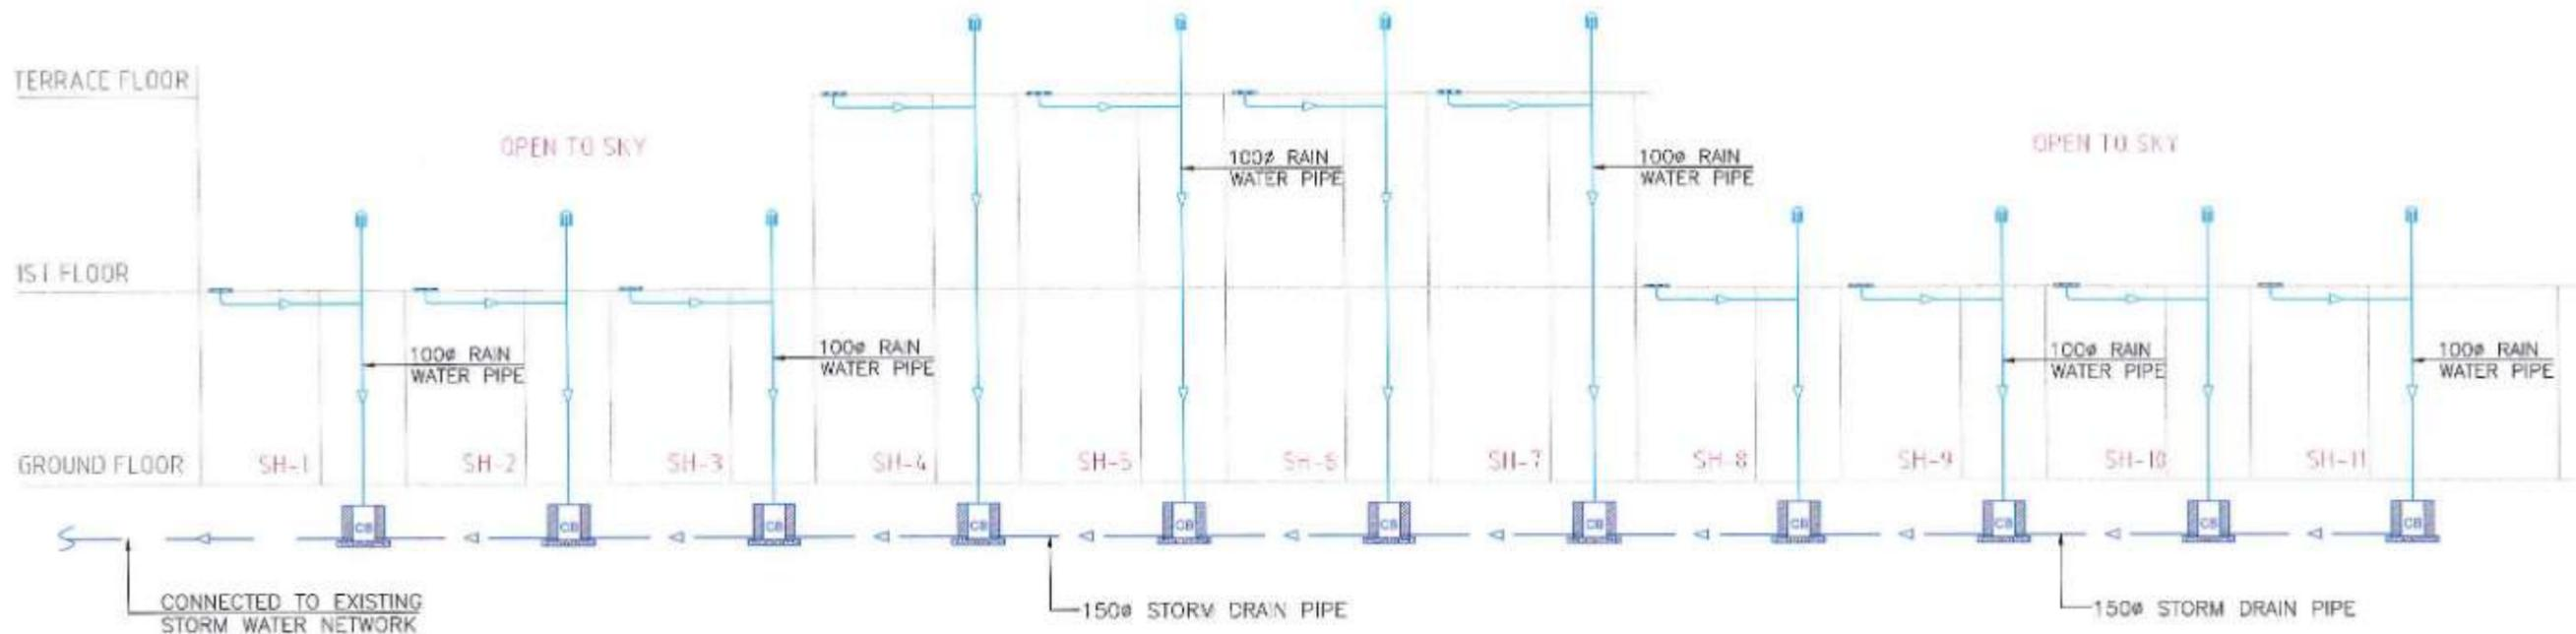 TERRACE FLOOR
OPEN TO SKY
OPEN TO SKY
100ø RAIN
WATER PIPE
100ø RAIN
WATER PIPE
1ST FLOOR
100ø RAIN
WATER PIPE
100ø RAIN
WATER PIPE
100ø RAIN
WATER PIPE
100ø RAIN
WATER PIPE
GROUND FLOOR
SH-1
SH-2
SH-3
SH-4
SH-5
SH-6
SH-7
SH-8
SH-9
SH-10
SH-11
CB
CB
CB
CB
CB
CB
CB
CB
CB
CB
CB
CONNECTED TO EXISTING
STORM WATER NETWORK
150ø STORM DRAIN PIPE
150ø STORM DRAIN PIPE